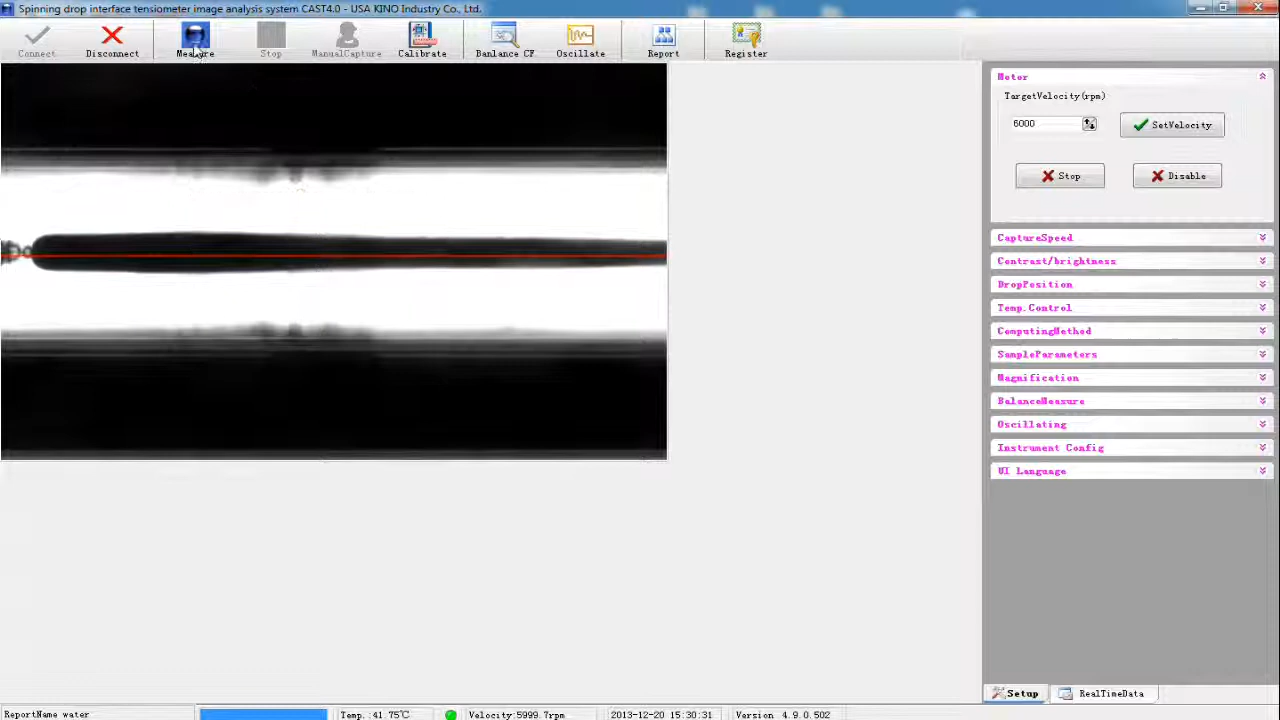 Spinning drop interface tensiometer image analysis system CAST4.0 - USA KINO Industry Co., Ltd.
Connect Disconnect Measure Stop ManualCapture Calibrate Banlance CF Oscillate Report Register
Motor
TargetVelocity(rpm)
6000 SetVelocity
Stop Disable
CaptureSpeed
Contrast/brightness
DropPosition
Temp.Control
ComputingMethod
SampleParameters
Magnification
BalanceMeasure
Oscillating
Instrument Config
UI Language
Setup RealTimeData
ReportName water Temp. 41.75℃ Velocity:5999.7rpm 2013-12-20 15:30:31 Version 4.9.0.502